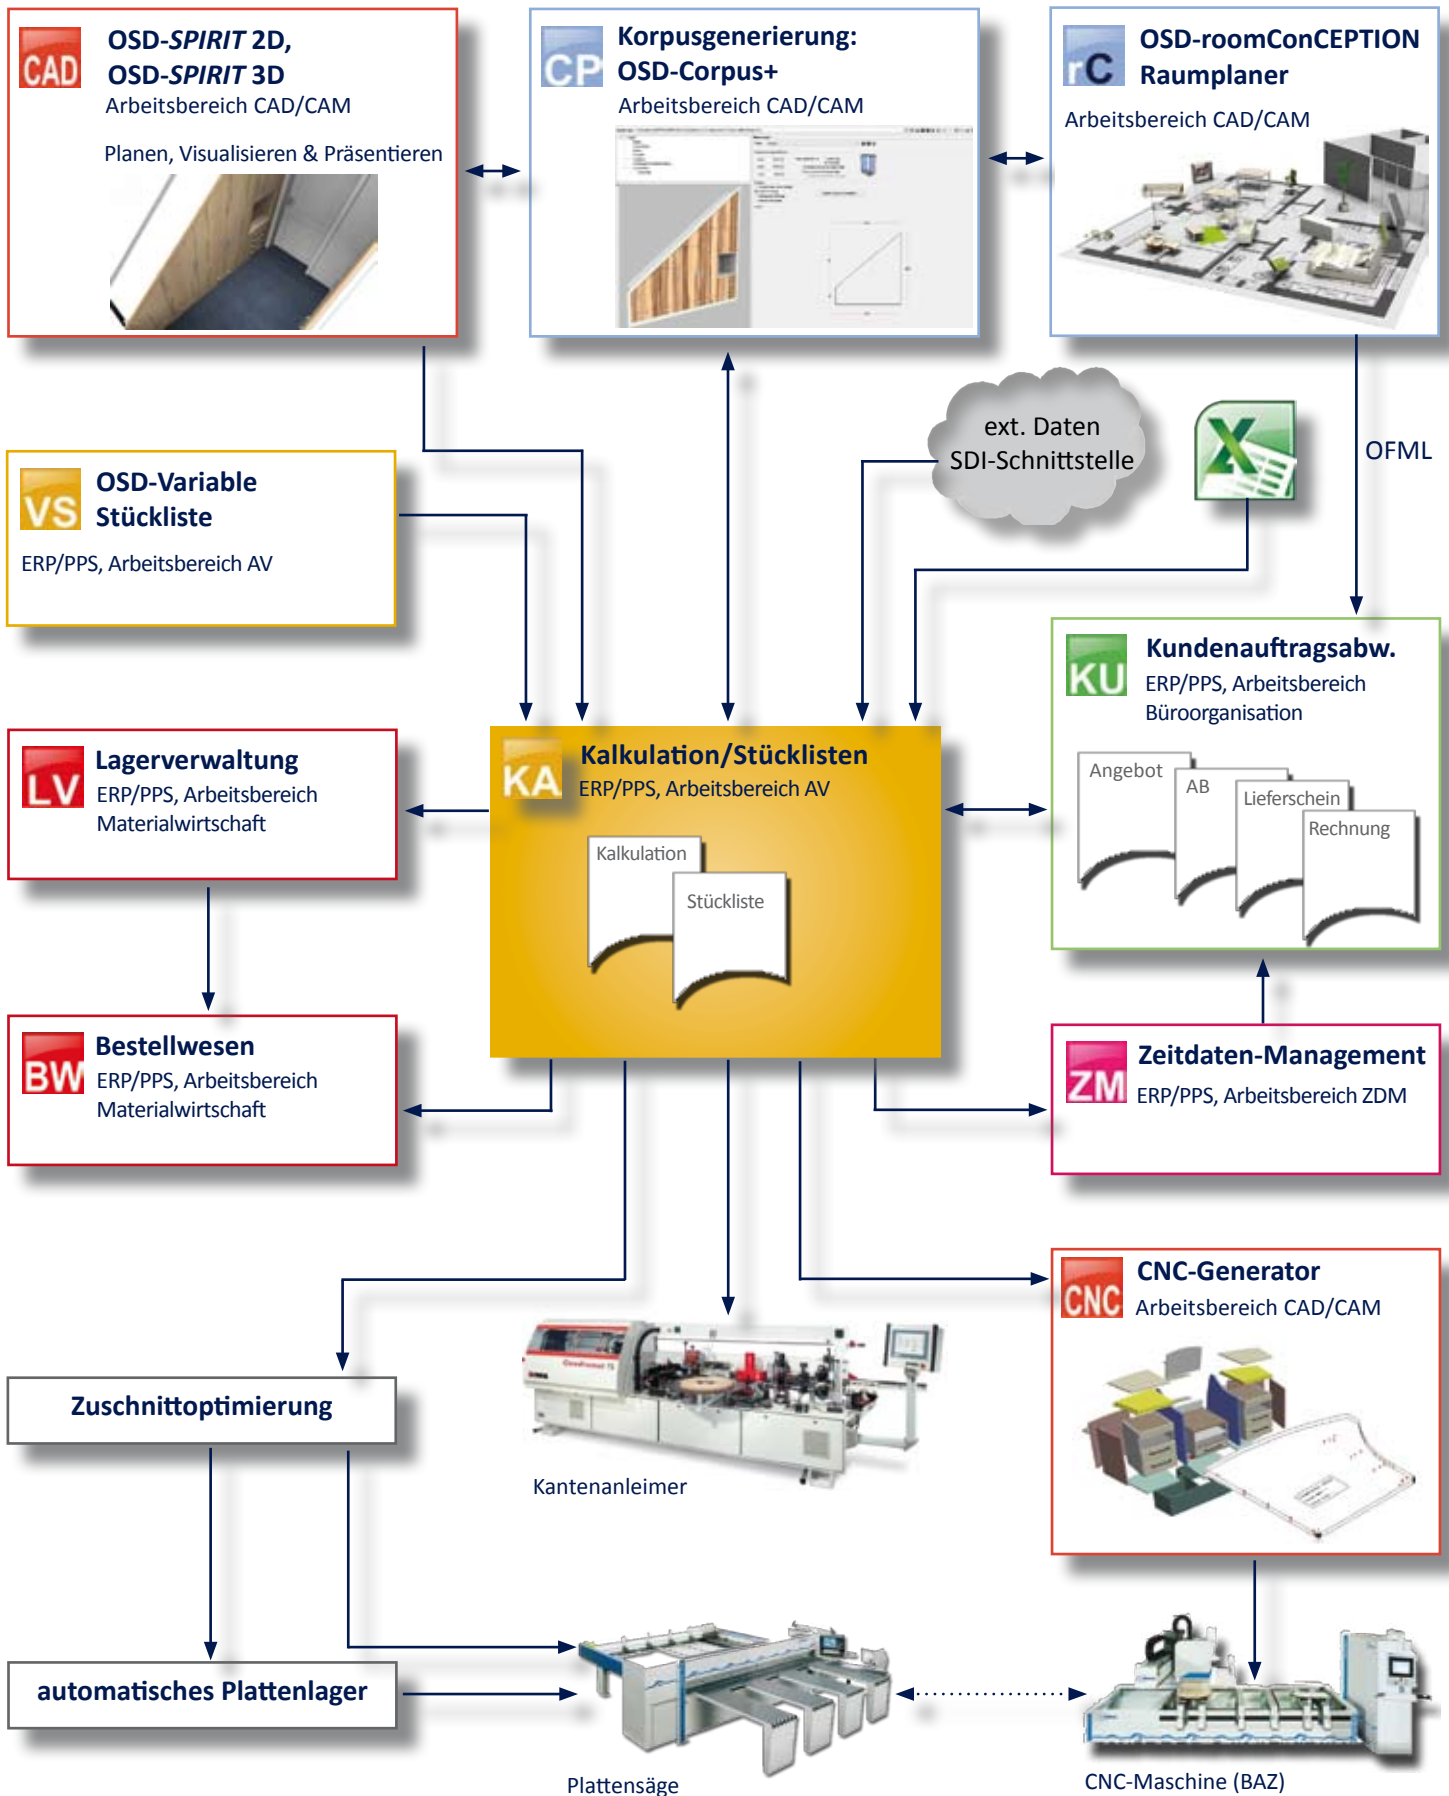 CAD
OSD-SPIRIT 2D,
OSD-SPIRIT 3D
Arbeitsbereich CAD/CAM
Planen, Visualisieren & Präsentieren
CP
Korpusgenerierung:
OSD-Corpus+
Arbeitsbereich CAD/CAM
rC
OSD-roomConCEPTION
Raumplaner
Arbeitsbereich CAD/CAM
ext. Daten
SDI-Schnittstelle
X
OFML
VS
OSD-Variable
Stückliste
ERP/PPS, Arbeitsbereich AV
KU
Kundenauftragsabw.
ERP/PPS, Arbeitsbereich
Büroorganisation
Angebot
AB
Lieferschein
Rechnung
LV
Lagerverwaltung
ERP/PPS, Arbeitsbereich
Materialwirtschaft
KA
Kalkulation/Stücklisten
ERP/PPS, Arbeitsbereich AV
Kalkulation
Stückliste
BW
Bestellwesen
ERP/PPS, Arbeitsbereich
Materialwirtschaft
ZM
Zeitdaten-Management
ERP/PPS, Arbeitsbereich ZDM
CNC
CNC-Generator
Arbeitsbereich CAD/CAM
Zuschnittoptimierung
Kantenanleimer
automatisches Plattenlager
Plattensäge
CNC-Maschine (BAZ)